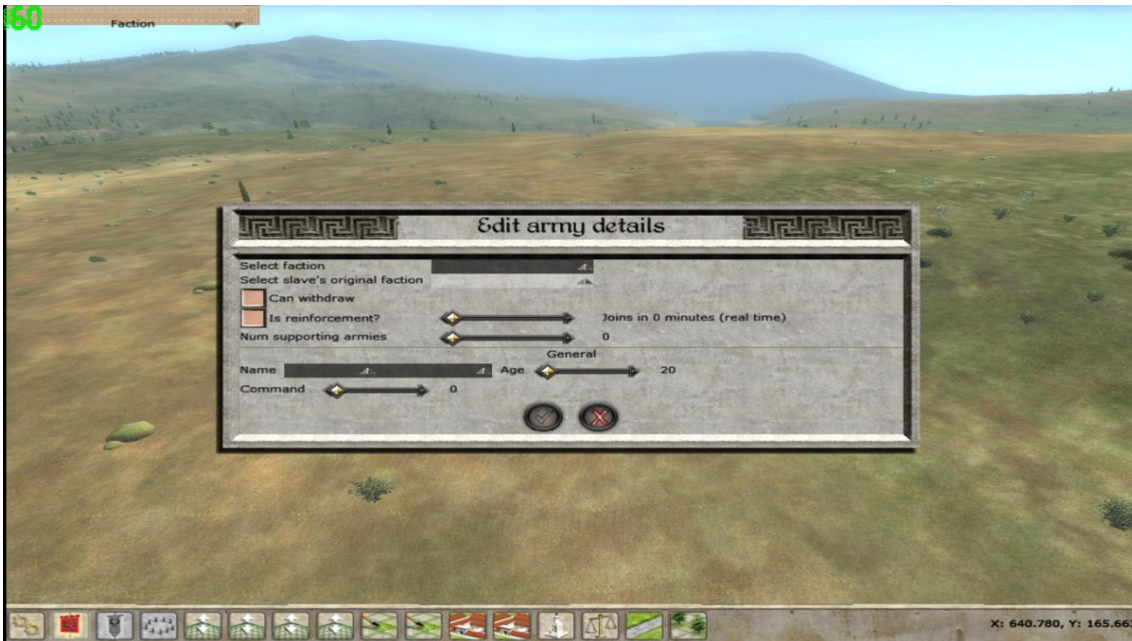 60
Faction
Edit army details
Select faction
Select slave's original faction
Can withdraw
Is reinforcement? Joins in 0 minutes (real time)
Num supporting armies 0
General
Name Age 20
Command 0
X: 640.780, Y: 165.663